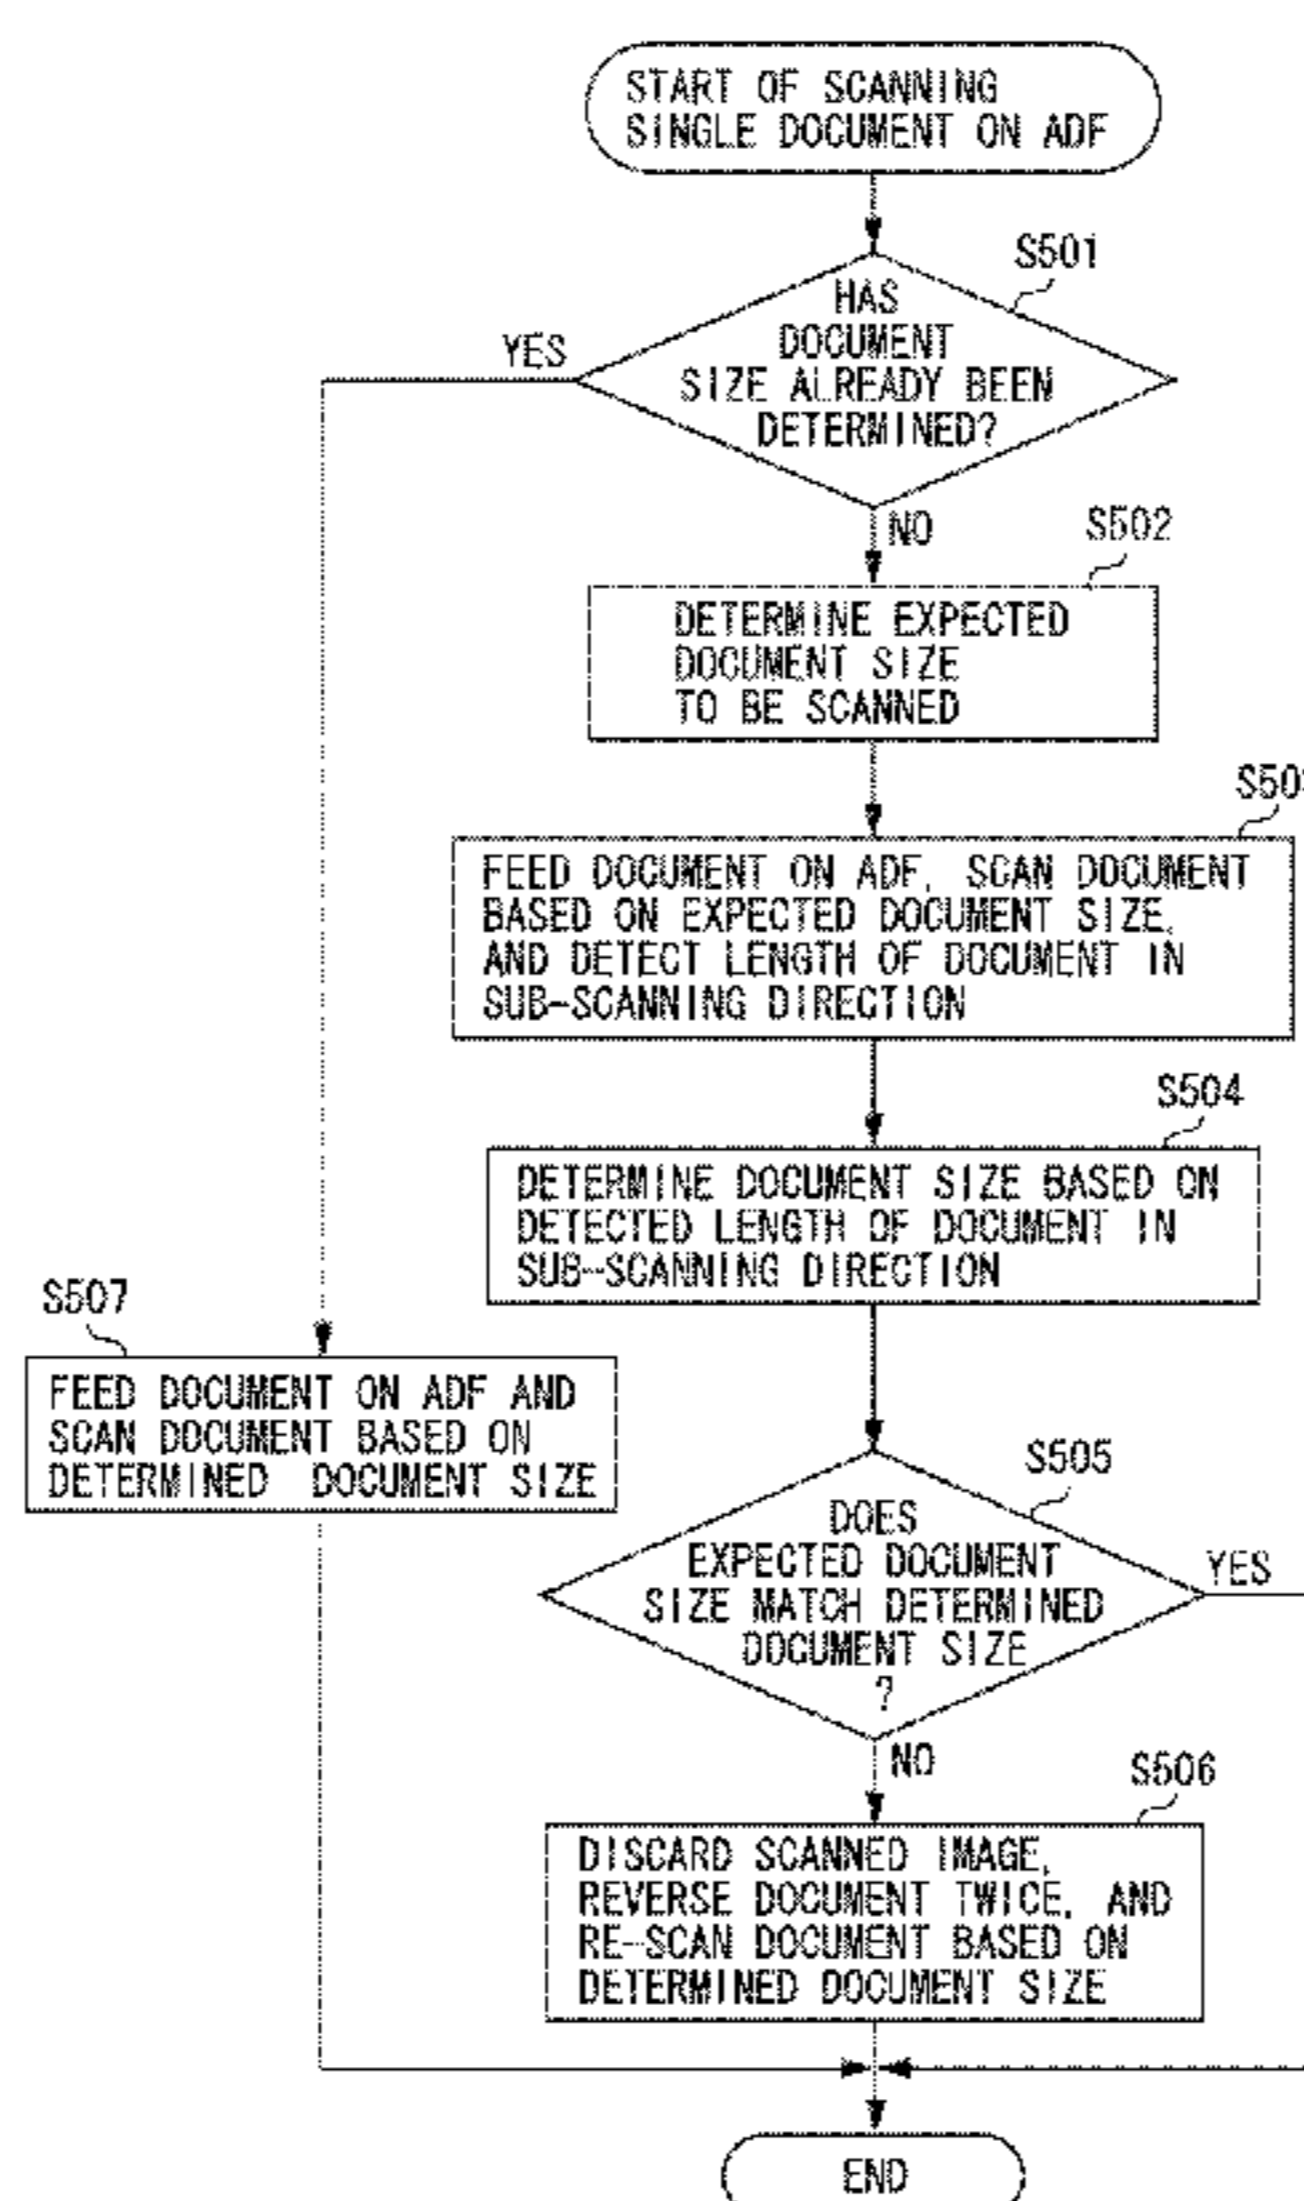 START OF SCANNING
SINGLE DOCUMENT ON ADF
S501
HAS
DOCUMENT
SIZE ALREADY BEEN
DETERMINED?
YES
NO
S502
DETERMINE EXPECTED
DOCUMENT SIZE
TO BE SCANNED
S503
FEED DOCUMENT ON ADF, SCAN DOCUMENT
BASED ON EXPECTED DOCUMENT SIZE,
AND DETECT LENGTH OF DOCUMENT IN
SUB-SCANNING DIRECTION
S504
DETERMINE DOCUMENT SIZE BASED ON
DETECTED LENGTH OF DOCUMENT IN
SUB-SCANNING DIRECTION
S507
FEED DOCUMENT ON ADF AND
SCAN DOCUMENT BASED ON
DETERMINED DOCUMENT SIZE
S505
DOES
EXPECTED DOCUMENT
SIZE MATCH DETERMINED
DOCUMENT SIZE
?
YES
NO
S506
DISCARD SCANNED IMAGE,
REVERSE DOCUMENT TWICE, AND
RE-SCAN DOCUMENT BASED ON
DETERMINED DOCUMENT SIZE
END